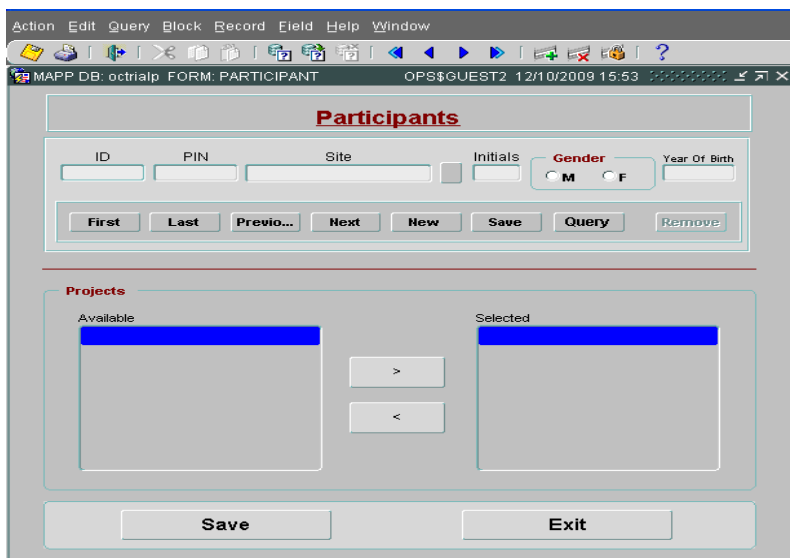 Action Edit Query Block Record Field Help Window
?
MAPP DB: octrialp FORM: PARTICIPANT OPS$GUEST2 12/10/2009 15:53
Participants
ID PIN Site Initials Gender Year Of Birth
M F
First Last Previo... Next New Save Query Remove
Projects
Available Selected
>
<
Save Exit